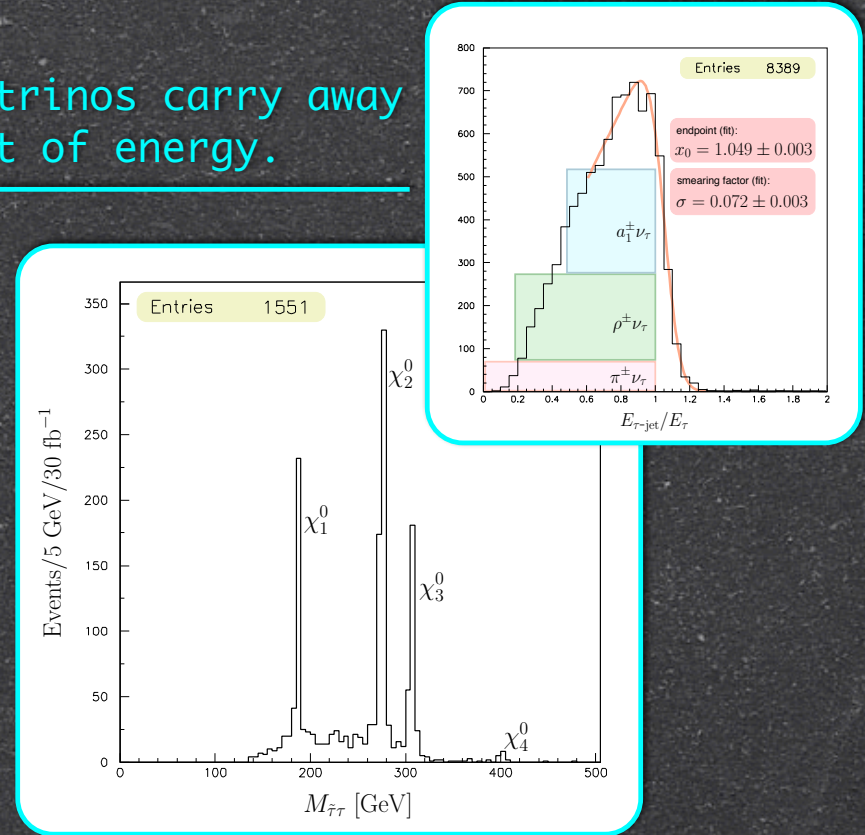 trinos carry away
t of energy.
800
700
600
500
400
300
200
100
0
Entries 8389
endpoint (fit):
x₀ = 1.049 ± 0.003
smearing factor (fit):
σ = 0.072 ± 0.003
a₁± ν_τ
ρ± ν_τ
π± ν_τ
0 0.2 0.4 0.6 0.8 1 1.2 1.4 1.6 1.8 2
E_τ-jet/E_τ
Events/5 GeV/30 fb⁻¹
350
300
250
200
150
100
50
0
Entries 1551
χ₁⁰
χ₂⁰
χ₃⁰
χ₄⁰
0 100 200 300 400 500
M_τ̃τ [GeV]